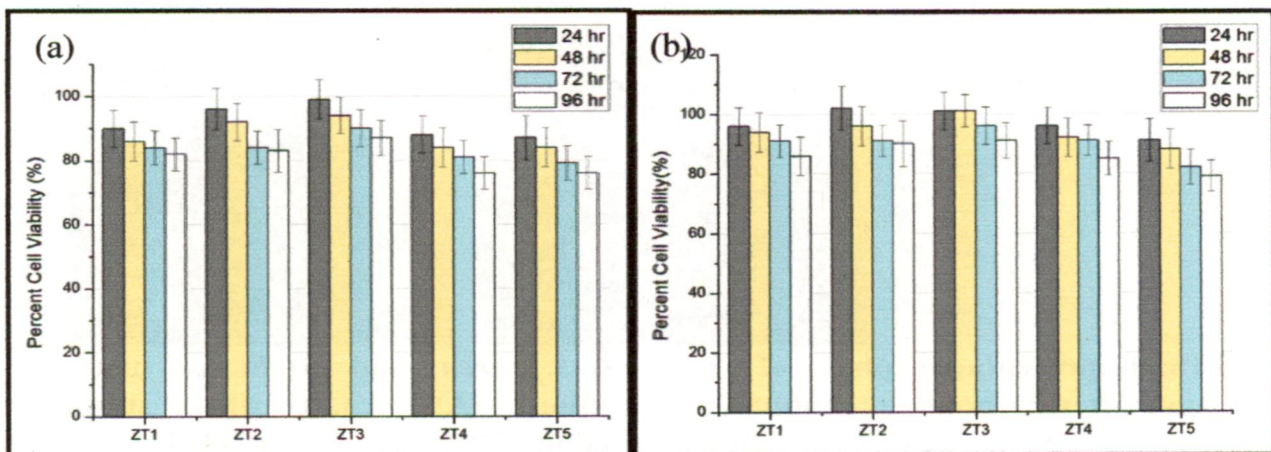 (a)
24 hr
48 hr
72 hr
96 hr
Percent Cell Viability (%)
100
80
60
40
20
0
ZT1 ZT2 ZT3 ZT4 ZT5
(b)
24 hr
48 hr
72 hr
96 hr
Percent Cell Viability(%)
120
100
80
60
40
20
0
ZT1 ZT2 ZT3 ZT4 ZT5